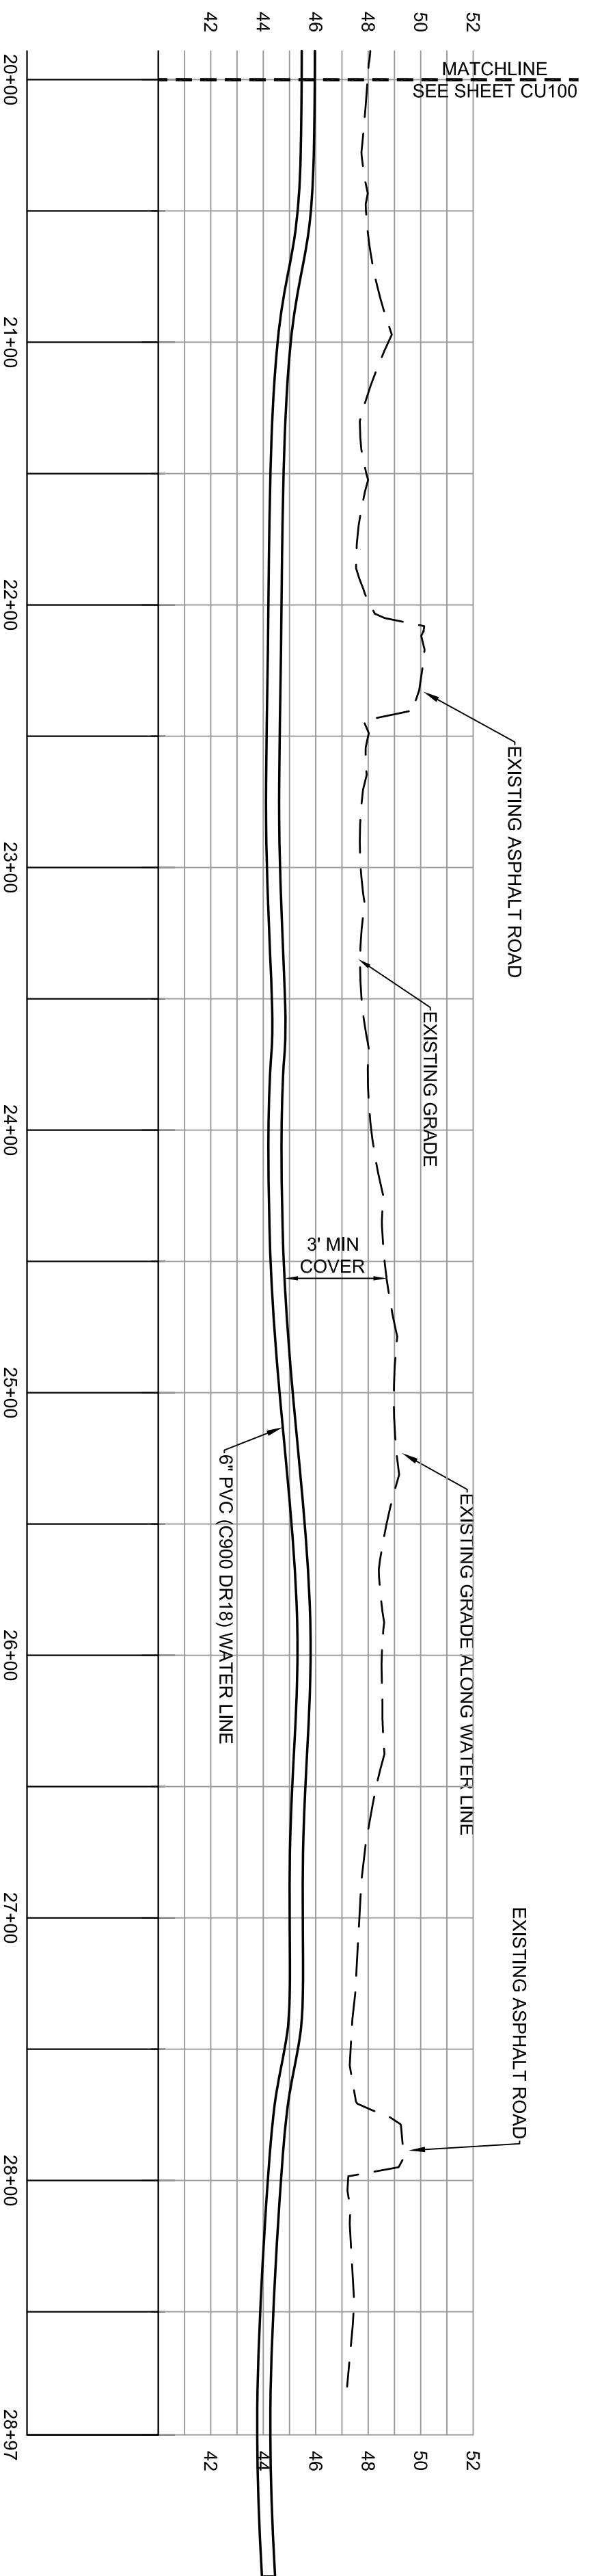 42
44
46
48
50
52
MATCHLINE
SEE SHEET CU100
20+00
21+00
22+00
23+00
24+00
25+00
26+00
27+00
28+00
28+97
EXISTING ASPHALT ROAD
EXISTING GRADE
3' MIN
COVER
6" PVC (C900 DR18) WATER LINE
EXISTING GRADE ALONG WATER LINE
EXISTING ASPHALT ROAD
42
44
46
48
50
52